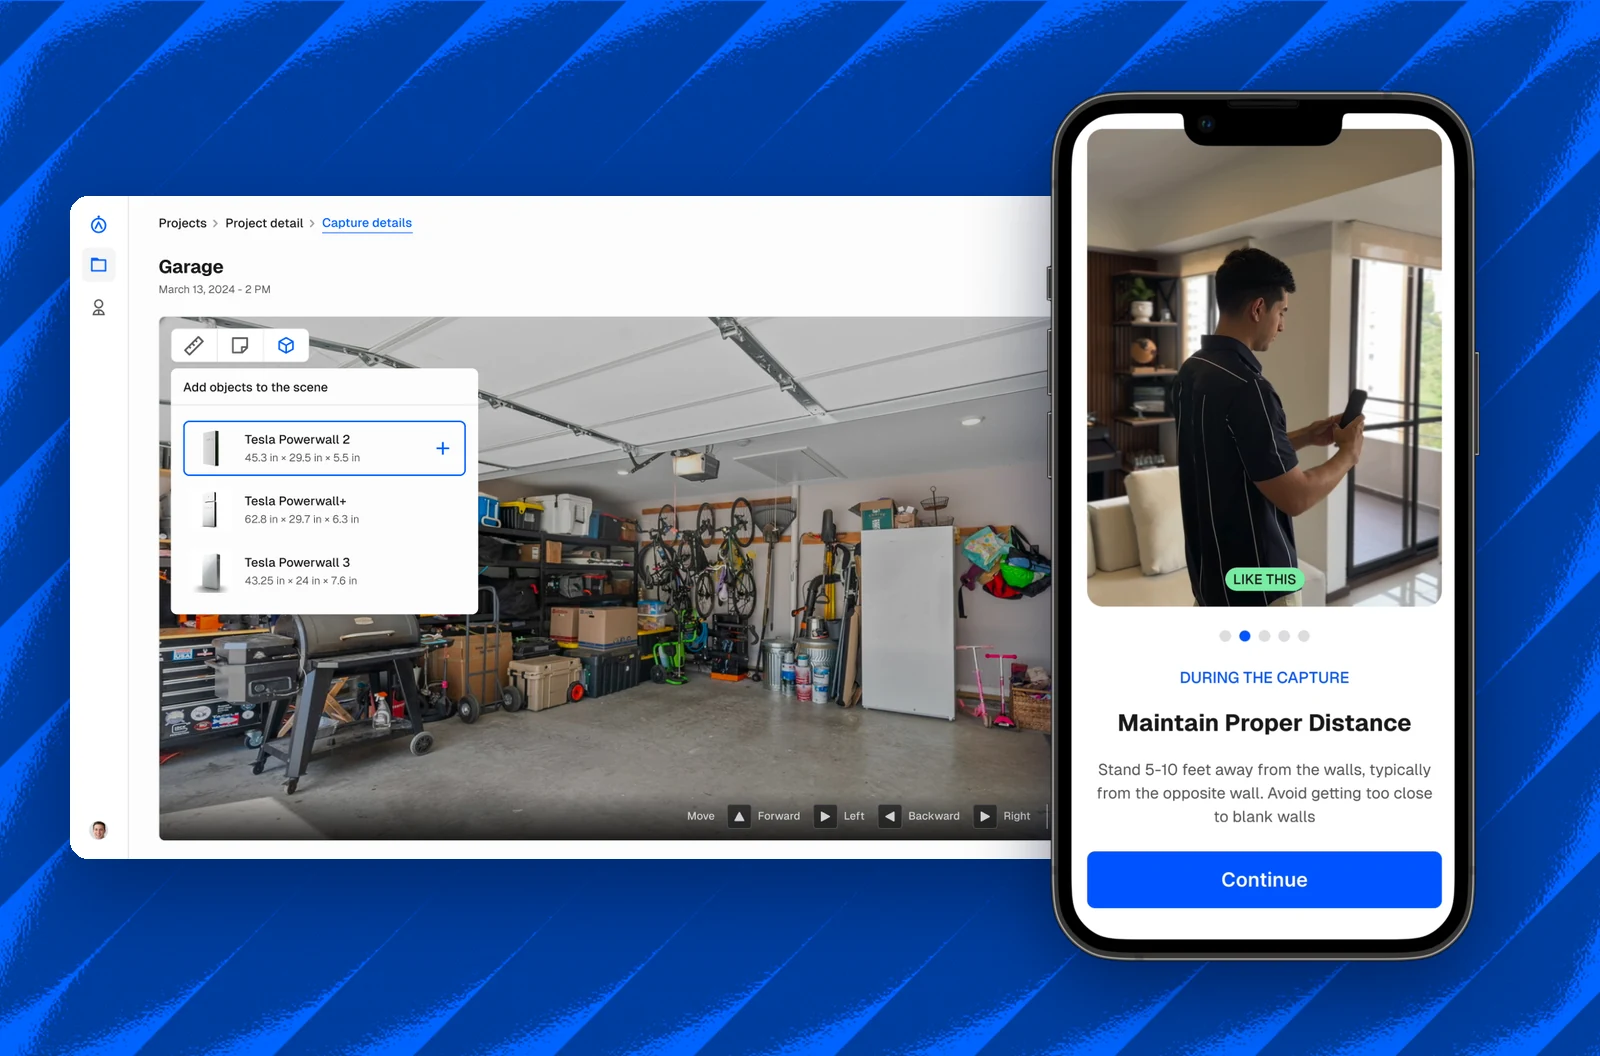 Projects > Project detail > Capture details
Garage
March 13, 2024 - 2 PM
Add objects to the scene
Tesla Powerwall 2
45.3 in × 29.5 in × 5.5 in
Tesla Powerwall+
62.8 in × 29.7 in × 6.3 in
Tesla Powerwall 3
43.25 in × 24 in × 7.6 in
Move Forward Left Backward Right
LIKE THIS
DURING THE CAPTURE
Maintain Proper Distance
Stand 5-10 feet away from the walls, typically
from the opposite wall. Avoid getting too close
to blank walls
Continue